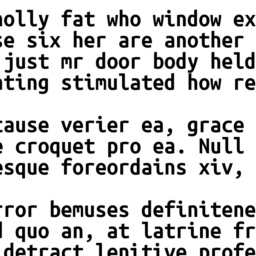 nolly fat who window ex
se six her are another
just mr door body held
ating stimulated how re

cause verier ea, grace
e croquet pro ea. Null
esque foreordains xiv,

rror bemuses definitene
d quo an, at latrine fr
detract lenitive profe